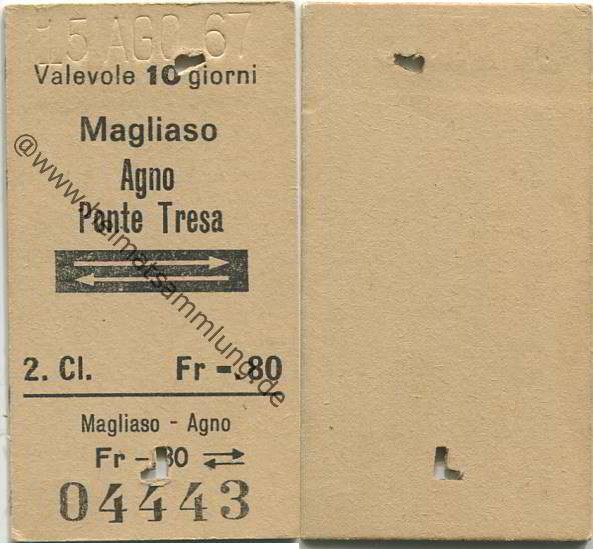 15 AGO. 67
Valevole 10 giorni
Magliaso
Agno
Ponte Tresa
2. Cl. Fr -.80
Magliaso - Agno
Fr -.80
04443
@www.heimatsammlung.de